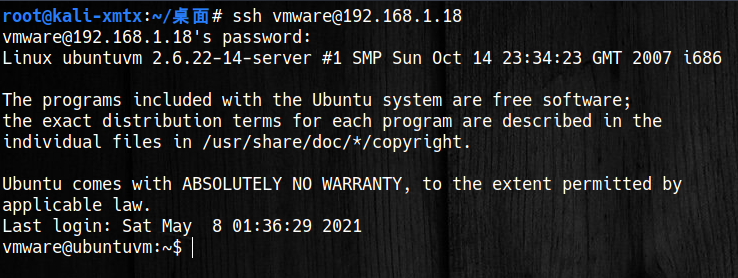 root@kali-xmtx:~/桌面# ssh vmware@192.168.1.18
vmware@192.168.1.18's password:
Linux ubuntuvm 2.6.22-14-server #1 SMP Sun Oct 14 23:34:23 GMT 2007 i686
The programs included with the Ubuntu system are free software;
the exact distribution terms for each program are described in the
individual files in /usr/share/doc/*/copyright.
Ubuntu comes with ABSOLUTELY NO WARRANTY, to the extent permitted by
applicable law.
Last login: Sat May  8 01:36:29 2021
vmware@ubuntuvm:~$